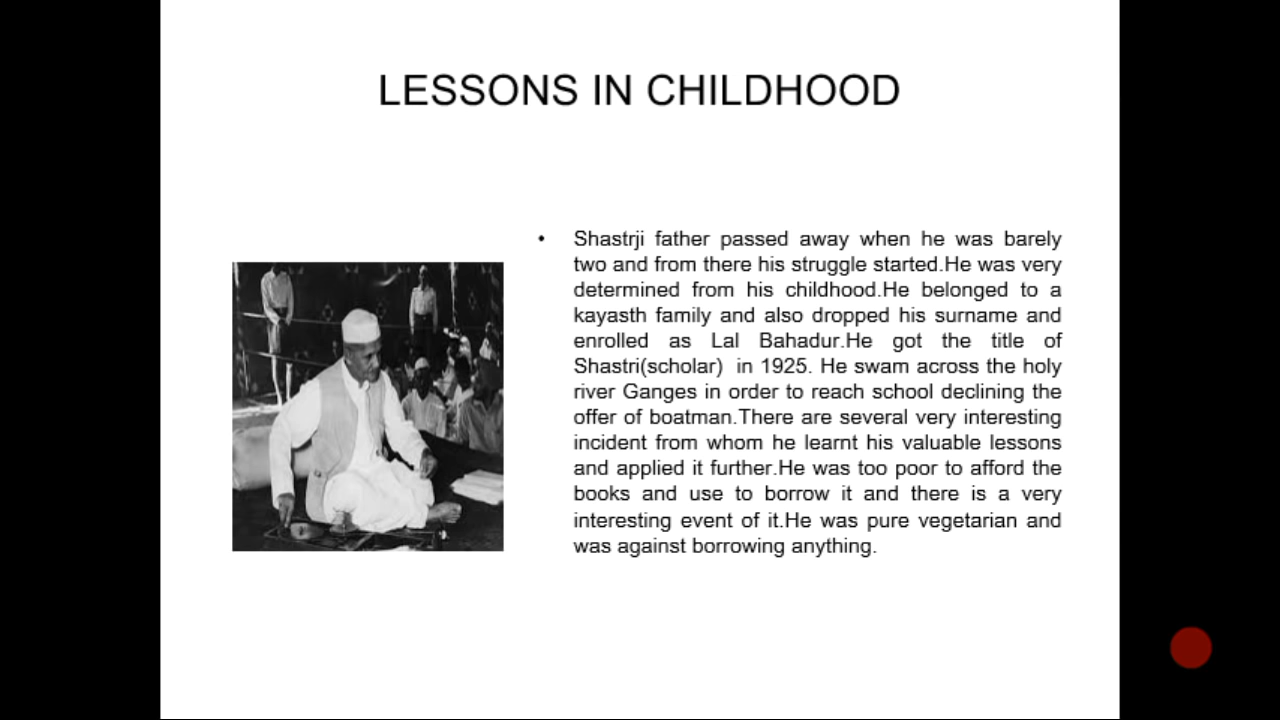 LESSONS IN CHILDHOOD
• Shastrji father passed away when he was barely
two and from there his struggle started.He was very
determined from his childhood.He belonged to a
kayasth family and also dropped his surname and
enrolled as Lal Bahadur.He got the title of
Shastri(scholar) in 1925. He swam across the holy
river Ganges in order to reach school declining the
offer of boatman.There are several very interesting
incident from whom he learnt his valuable lessons
and applied it further.He was too poor to afford the
books and use to borrow it and there is a very
interesting event of it.He was pure vegetarian and
was against borrowing anything.